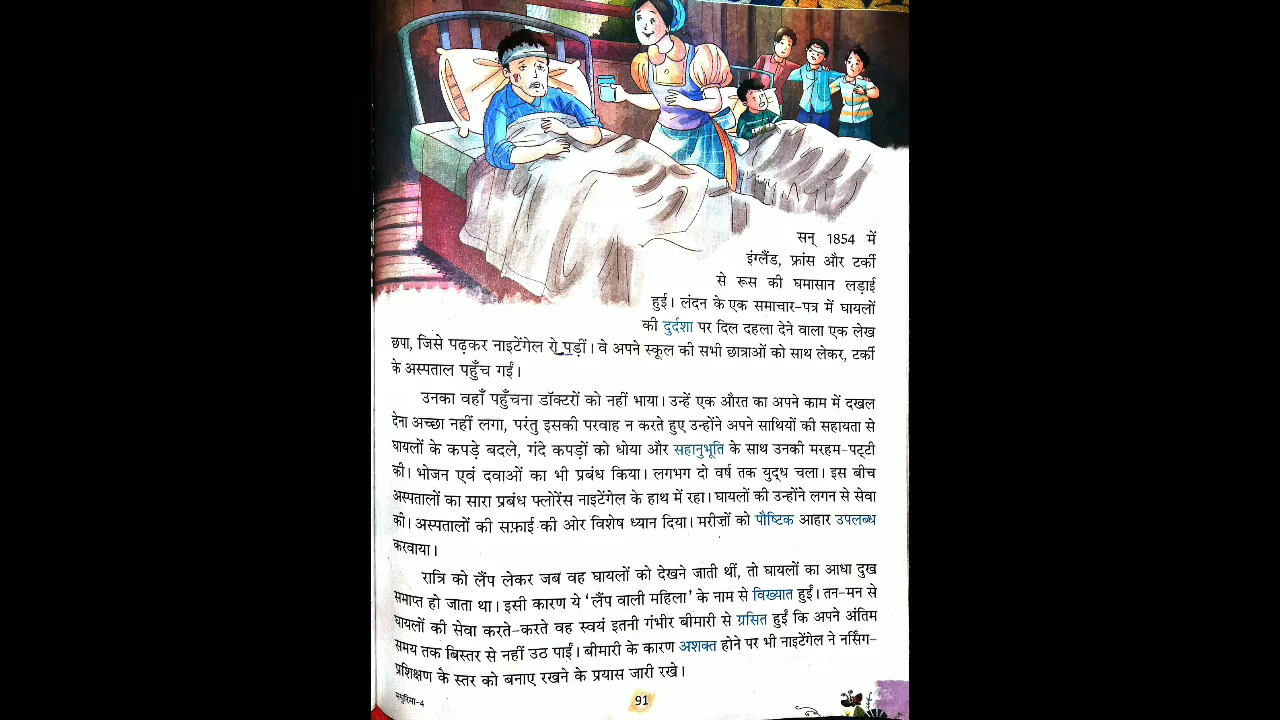 सन् 1854 में
इंग्लैंड, फ्रांस और टर्की
से रूस की घमासान लड़ाई
हुई। लंदन के एक समाचार-पत्र में घायलों
की दुर्दशा पर दिल दहला देने वाला एक लेख
छपा, जिसे पढ़कर नाइटेंगेल रो पड़ीं। वे अपने स्कूल की सभी छात्राओं को साथ लेकर, टर्की
के अस्पताल पहुँच गईं।
उनका वहाँ पहुँचना डॉक्टरों को नहीं भाया। उन्हें एक औरत का अपने काम में दखल
देना अच्छा नहीं लगा, परंतु इसकी परवाह न करते हुए उन्होंने अपने साथियों की सहायता से
घायलों के कपड़े बदले, गंदे कपड़ों को धोया और सहानुभूति के साथ उनकी मरहम-पट्टी
की। भोजन एवं दवाओं का भी प्रबंध किया। लगभग दो वर्ष तक युद्ध चला। इस बीच
अस्पतालों का सारा प्रबंध फ्लोरेंस नाइटेंगेल के हाथ में रहा। घायलों की उन्होंने लगन से सेवा
की। अस्पतालों की सफ़ाई की ओर विशेष ध्यान दिया। मरीज़ों को पौष्टिक आहार उपलब्ध
करवाया।
रात्रि को लैंप लेकर जब वह घायलों को देखने जाती थीं, तो घायलों का आधा दुख
समाप्त हो जाता था। इसी कारण ये ‘लैंप वाली महिला’ के नाम से विख्यात हुईं। तन-मन से
घायलों की सेवा करते-करते वह स्वयं इतनी गंभीर बीमारी से ग्रसित हुईं कि अपने अंतिम
समय तक बिस्तर से नहीं उठ पाईं। बीमारी के कारण अशक्त होने पर भी नाइटेंगेल ने नर्सिंग-
प्रशिक्षण के स्तर को बनाए रखने के प्रयास जारी रखे।
91